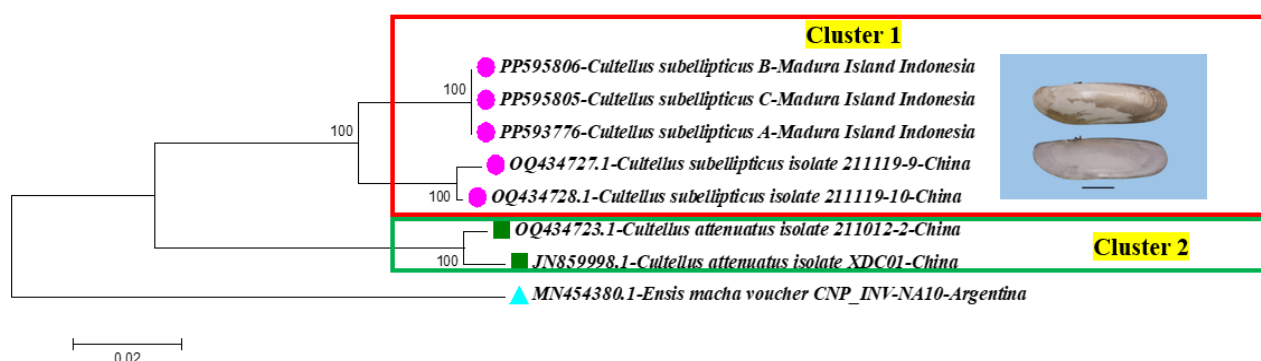 Cluster 1
100
PP595806-Cultellus subellipticus B-Madura Island Indonesia
PP595805-Cultellus subellipticus C-Madura Island Indonesia
PP593776-Cultellus subellipticus A-Madura Island Indonesia
100
OQ434727.1-Cultellus subellipticus isolate 211119-9-China
100
OQ434728.1-Cultellus subellipticus isolate 211119-10-China
OQ434723.1-Cultellus attenuatus isolate 211012-2-China
Cluster 2
100
JN859998.1-Cultellus attenuatus isolate XDC01-China
MN454380.1-Ensis macha voucher CNP_INV-NA10-Argentina
0.02